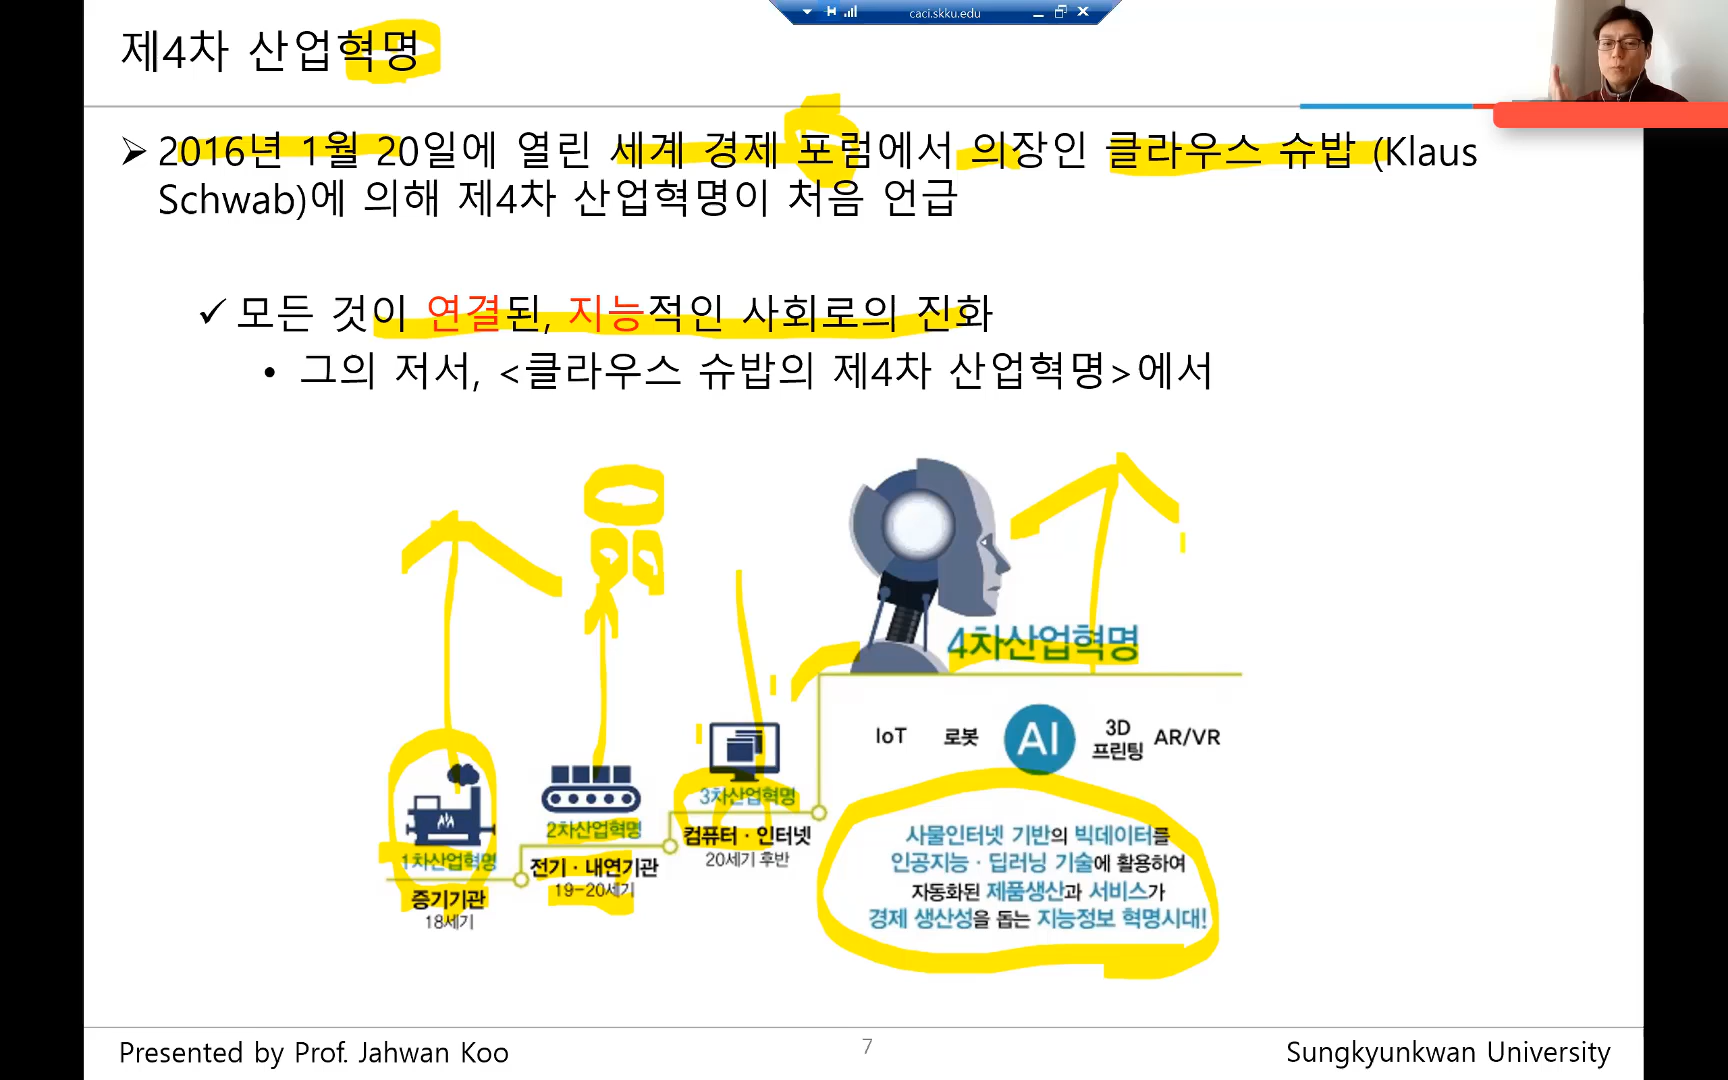 caci.skku.edu
제4차 산업혁명
➢ 2016년 1월 20일에 열린 세계 경제 포럼에서 의장인 클라우스 슈밥 (Klaus
Schwab)에 의해 제4차 산업혁명이 처음 언급
✓ 모든 것이 연결된, 지능적인 사회로의 진화
• 그의 저서, <클라우스 슈밥의 제4차 산업혁명>에서
1차산업혁명
증기기관
18세기
2차산업혁명
전기 · 내연기관
19-20세기
3차산업혁명
컴퓨터 · 인터넷
20세기 후반
4차산업혁명
IoT 로봇 AI 3D 프린팅 AR/VR
사물인터넷 기반의 빅데이터를
인공지능 · 딥러닝 기술에 활용하여
자동화된 제품생산과 서비스가
경제 생산성을 돕는 지능정보 혁명시대!
Presented by Prof. Jahwan Koo
7
Sungkyunkwan University